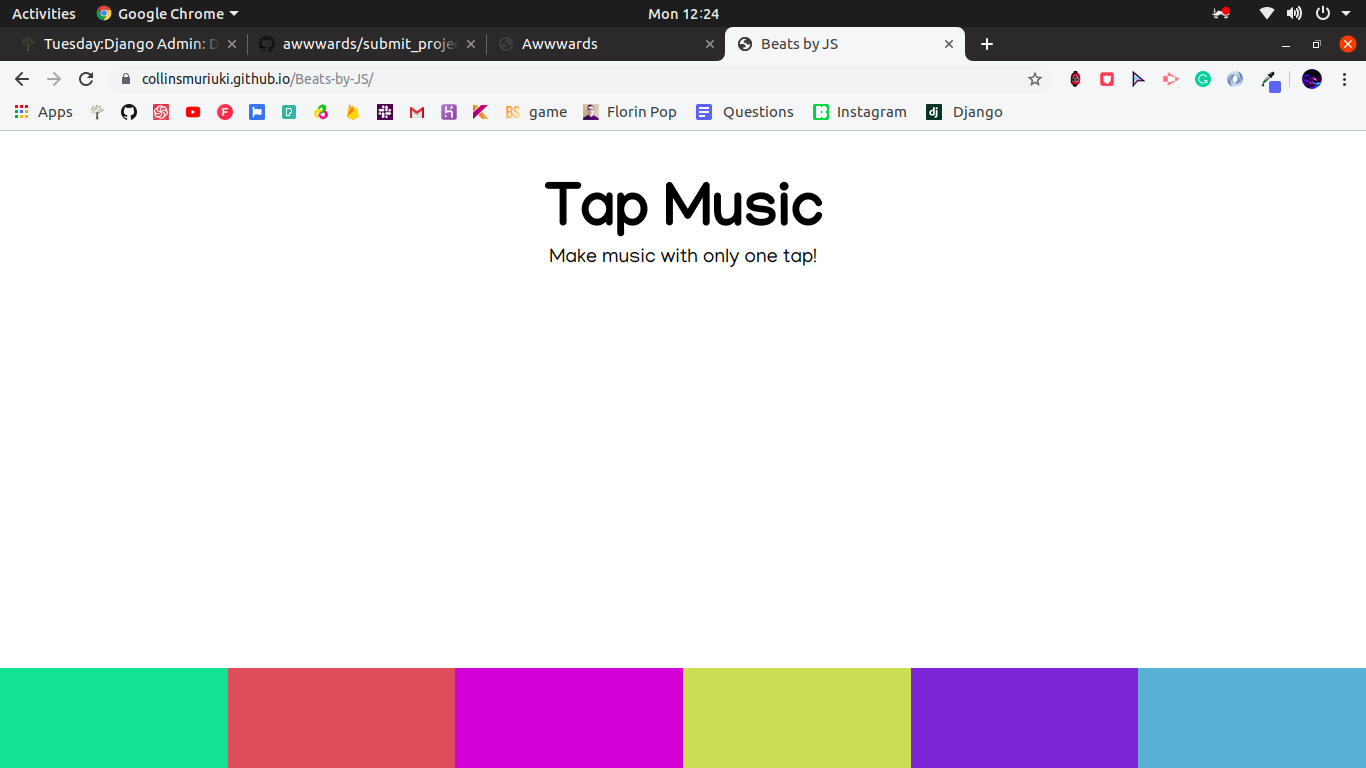 Activities Google Chrome Mon 12:24
Tuesday:Django Admin: D awwwards/submit_proje Awwwards Beats by JS
collinsmuriuki.github.io/Beats-by-JS/
Apps F H BS game Florin Pop Questions Instagram dj Django
Tap Music
Make music with only one tap!